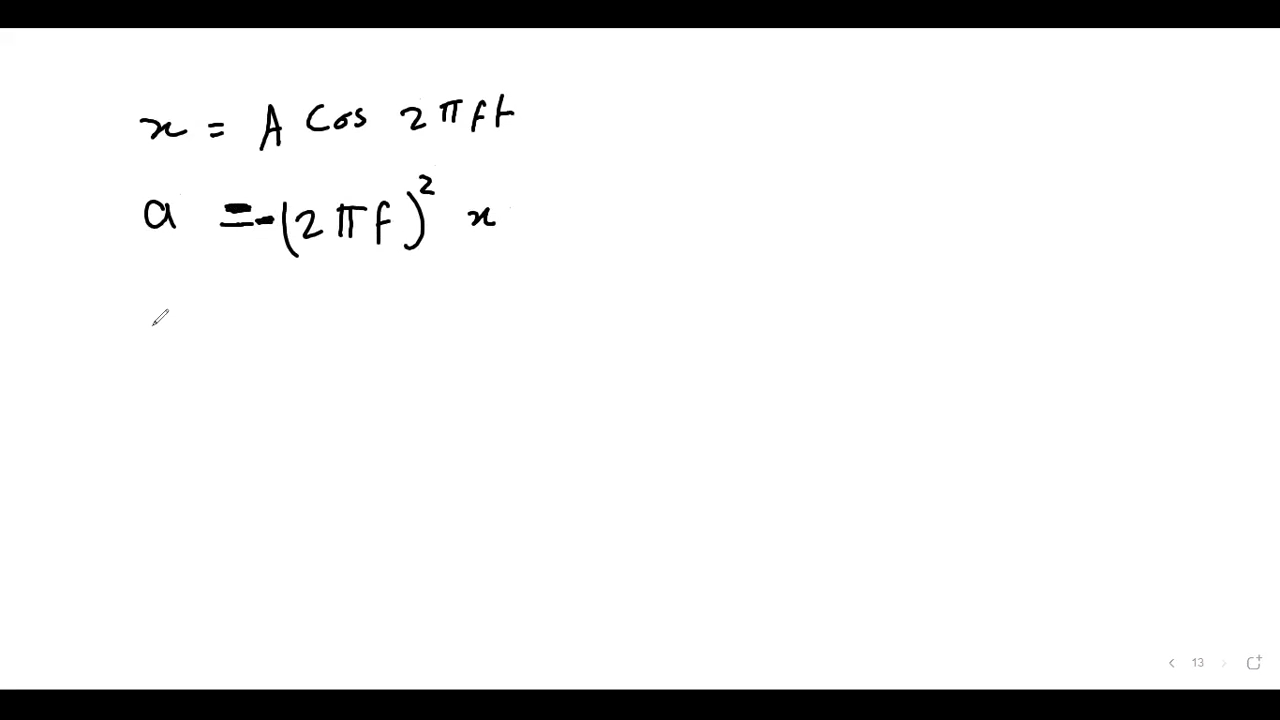 x = A Cos 2πft
a = -(2πf)² x
13